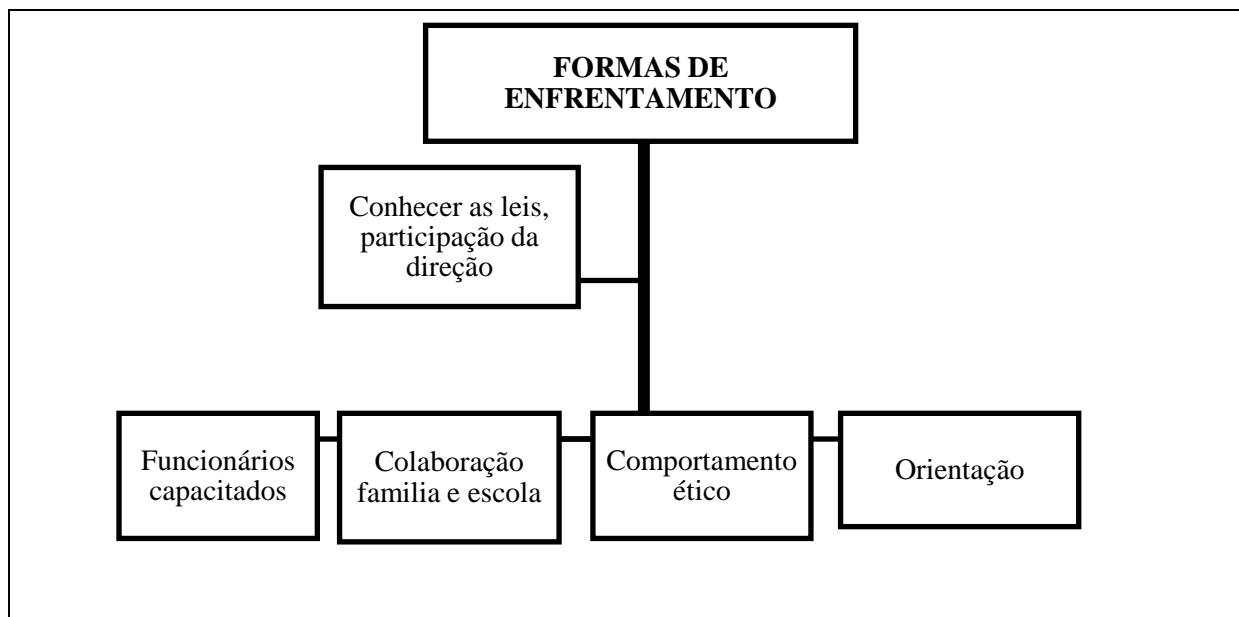 FORMAS DE
ENFRENTAMENTO
Conhecer as leis,
participação da
direção
Funcionários
capacitados
Colaboração
familia e escola
Comportamento
ético
Orientação